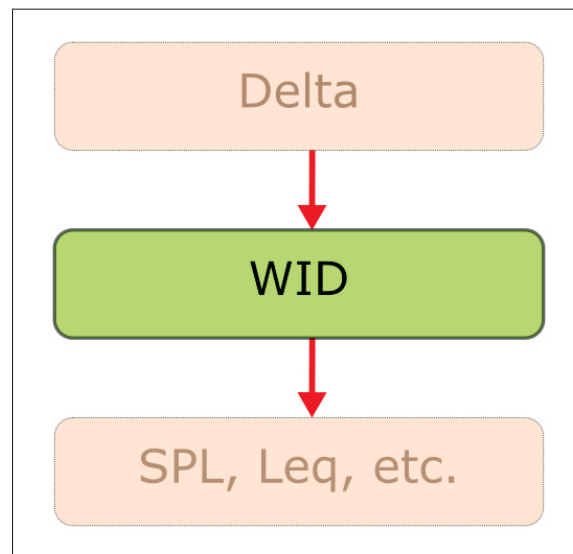 Delta
WID
SPL, Leq, etc.